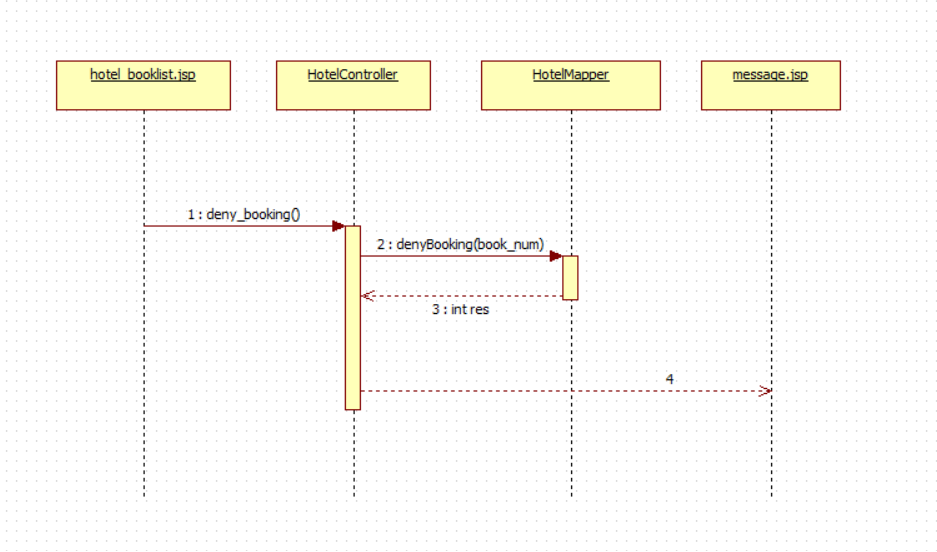 hotel_booklist.jsp
HotelController
HotelMapper
message.jsp
1 : deny_booking()
2 : denyBooking(book_num)
3 : int res
4